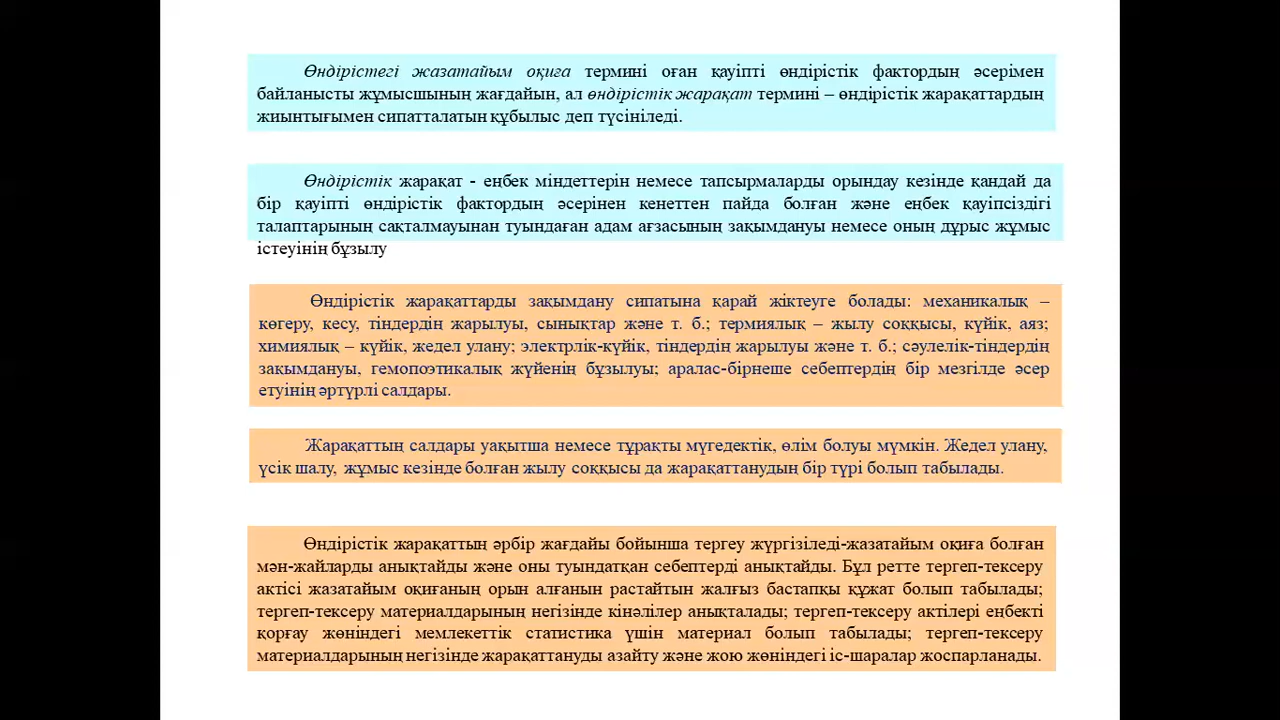 Өндірістегі жазатайым оқиға термині оған қауіпті өндірістік фактордың әсерімен
байланысты жұмысшының жағдайын, ал өндірістік жарақат термині – өндірістік жарақаттардың
жиынтығымен сипатталатын құбылыс деп түсініледі.
Өндірістік жарақат - еңбек міндеттерін немесе тапсырмаларды орындау кезінде қандай да
бір қауіпті өндірістік фактордың әсерінен кенеттен пайда болған және еңбек қауіпсіздігі
талаптарының сақталмауынан туындаған адам ағзасының зақымдануы немесе оның дұрыс жұмыс
істеуінің бұзылу
Өндірістік жарақаттарды зақымдану сипатына қарай жіктеуге болады: механикалық –
көгеру, кесу, тіндердің жарылуы, сынықтар және т. б.; термиялық – жылу соққысы, күйік, аяз;
химиялық – күйік, жедел улану; электрлік-күйік, тіндердің жарылуы және т. б.; сәулелік-тіндердің
зақымдануы, гемопоэтикалық жүйенің бұзылуы; аралас-бірнеше себептердің бір мезгілде әсер
етуінің әртүрлі салдары.
Жарақаттың салдары уақытша немесе тұрақты мүгедектік, өлім болуы мүмкін. Жедел улану,
үсік шалу, жұмыс кезінде болған жылу соққысы да жарақаттанудың бір түрі болып табылады.
Өндірістік жарақаттың әрбір жағдайы бойынша тергеу жүргізіледі-жазатайым оқиға болған
мән-жайларды анықтайды және оны туындатқан себептерді анықтайды. Бұл ретте тергеп-тексеру
актісі жазатайым оқиғаның орын алғанын растайтын жалғыз бастапқы құжат болып табылады;
тергеп-тексеру материалдарының негізінде кінәлілер анықталады; тергеп-тексеру актілері еңбекті
қорғау жөніндегі мемлекеттік статистика үшін материал болып табылады; тергеп-тексеру
материалдарының негізінде жарақаттануды азайту және жою жөніндегі іс-шаралар жоспарланады.